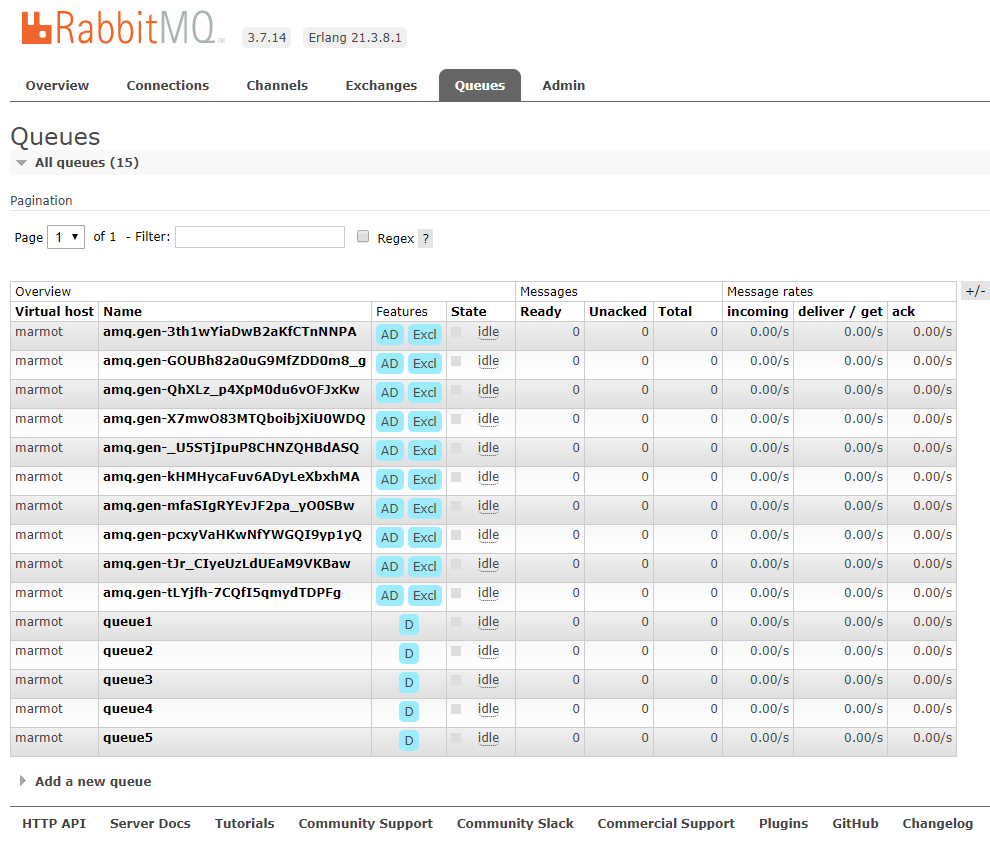 RabbitMQ TM 3.7.14 Erlang 21.3.8.1
Overview Connections Channels Exchanges Queues Admin
Queues
All queues (15)
Pagination
Page 1 of 1 - Filter: Regex ?
Overview Messages Message rates +/-
Virtual host Name Features State Ready Unacked Total incoming deliver / get ack
marmot amq.gen-3th1wYiaDwB2aKfCTnNNPA AD Excl idle 0 0 0 0.00/s 0.00/s 0.00/s
marmot amq.gen-GOUBh82a0uG9MfZDD0m8_g AD Excl idle 0 0 0 0.00/s 0.00/s 0.00/s
marmot amq.gen-QhXLz_p4XpM0du6vOFJxKw AD Excl idle 0 0 0 0.00/s 0.00/s 0.00/s
marmot amq.gen-X7mwO83MTQboibjXiU0WDQ AD Excl idle 0 0 0 0.00/s 0.00/s 0.00/s
marmot amq.gen-_U5STjIpuP8CHNZQHBdASQ AD Excl idle 0 0 0 0.00/s 0.00/s 0.00/s
marmot amq.gen-kHMHycaFuv6ADyLeXbxhMA AD Excl idle 0 0 0 0.00/s 0.00/s 0.00/s
marmot amq.gen-mfaSIgRYEvJF2pa_yO0SBw AD Excl idle 0 0 0 0.00/s 0.00/s 0.00/s
marmot amq.gen-pcxyVaHKwNfYWGQI9yp1yQ AD Excl idle 0 0 0 0.00/s 0.00/s 0.00/s
marmot amq.gen-tJr_CIyeUzLdUEaM9VKBaw AD Excl idle 0 0 0 0.00/s 0.00/s 0.00/s
marmot amq.gen-tLYjfh-7CQfI5qmydTDPFg AD Excl idle 0 0 0 0.00/s 0.00/s 0.00/s
marmot queue1 D idle 0 0 0 0.00/s 0.00/s 0.00/s
marmot queue2 D idle 0 0 0 0.00/s 0.00/s 0.00/s
marmot queue3 D idle 0 0 0 0.00/s 0.00/s 0.00/s
marmot queue4 D idle 0 0 0 0.00/s 0.00/s 0.00/s
marmot queue5 D idle 0 0 0 0.00/s 0.00/s 0.00/s
Add a new queue
HTTP API Server Docs Tutorials Community Support Community Slack Commercial Support Plugins GitHub Changelog